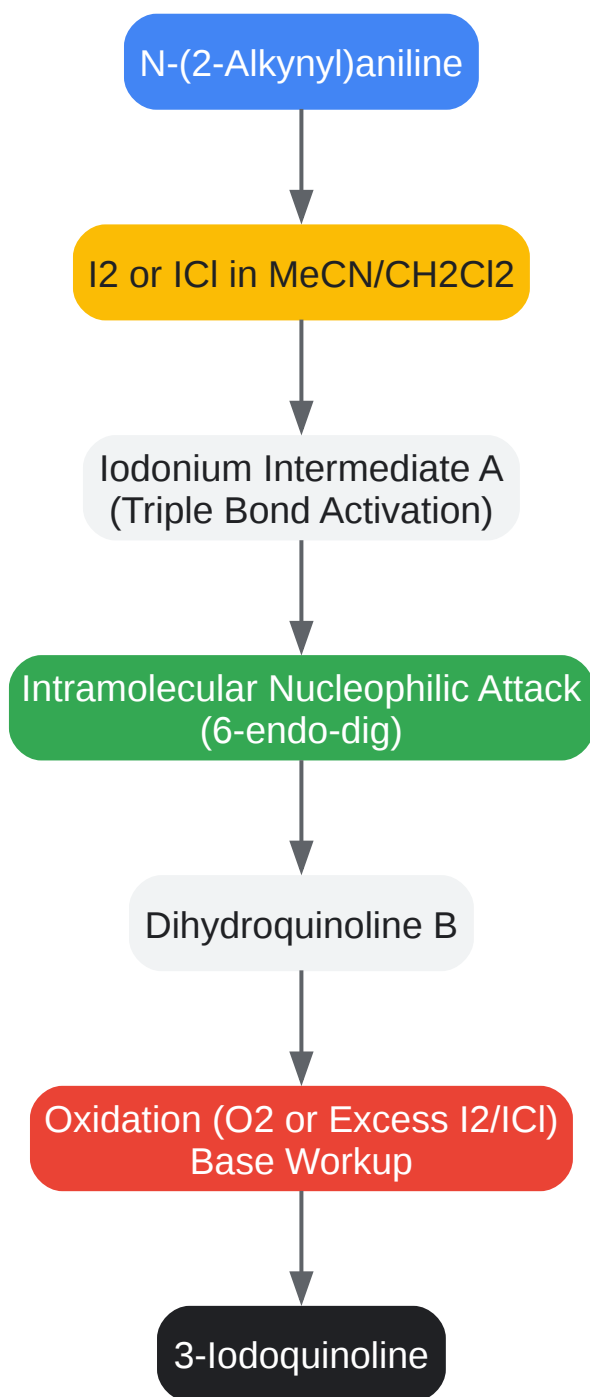 N-(2-Alkynyl)aniline
I2 or ICl in MeCN/CH2Cl2
Iodonium Intermediate A
(Triple Bond Activation)
Intramolecular Nucleophilic Attack
(6-endo-dig)
Dihydroquinoline B
Oxidation (O2 or Excess I2/ICl)
Base Workup
3-Iodoquinoline